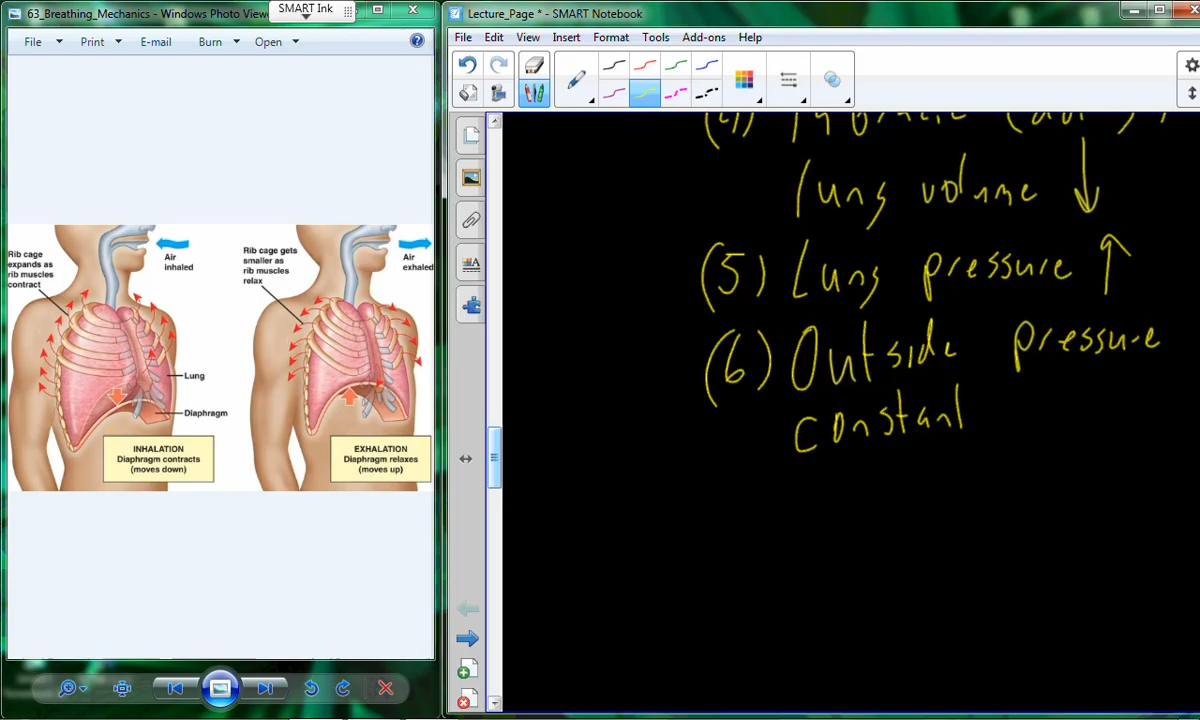 63_Breathing_Mechanics - Windows Photo View
SMART Ink
File Print E-mail Burn Open
Rib cage
expands as
rib muscles
contract
Air
inhaled
Rib cage gets
smaller as
rib muscles
relax
Air
exhaled
Lung
Diaphragm
INHALATION
Diaphragm contracts
(moves down)
EXHALATION
Diaphragm relaxes
(moves up)
Lecture_Page * - SMART Notebook
File Edit View Insert Format Tools Add-ons Help
lung volume ↓
(5) Lung pressure ↑
(6) Outside pressure
constant